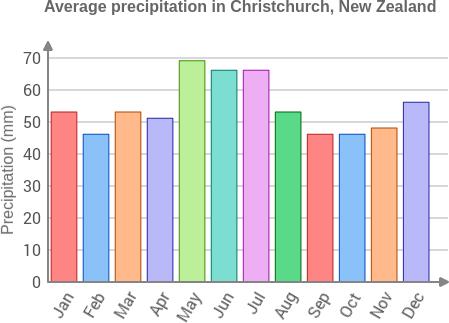 Average precipitation in Christchurch, New Zealand
Precipitation (mm)
70
60
50
40
30
20
10
0
Jan Feb Mar Apr May Jun Jul Aug Sep Oct Nov Dec